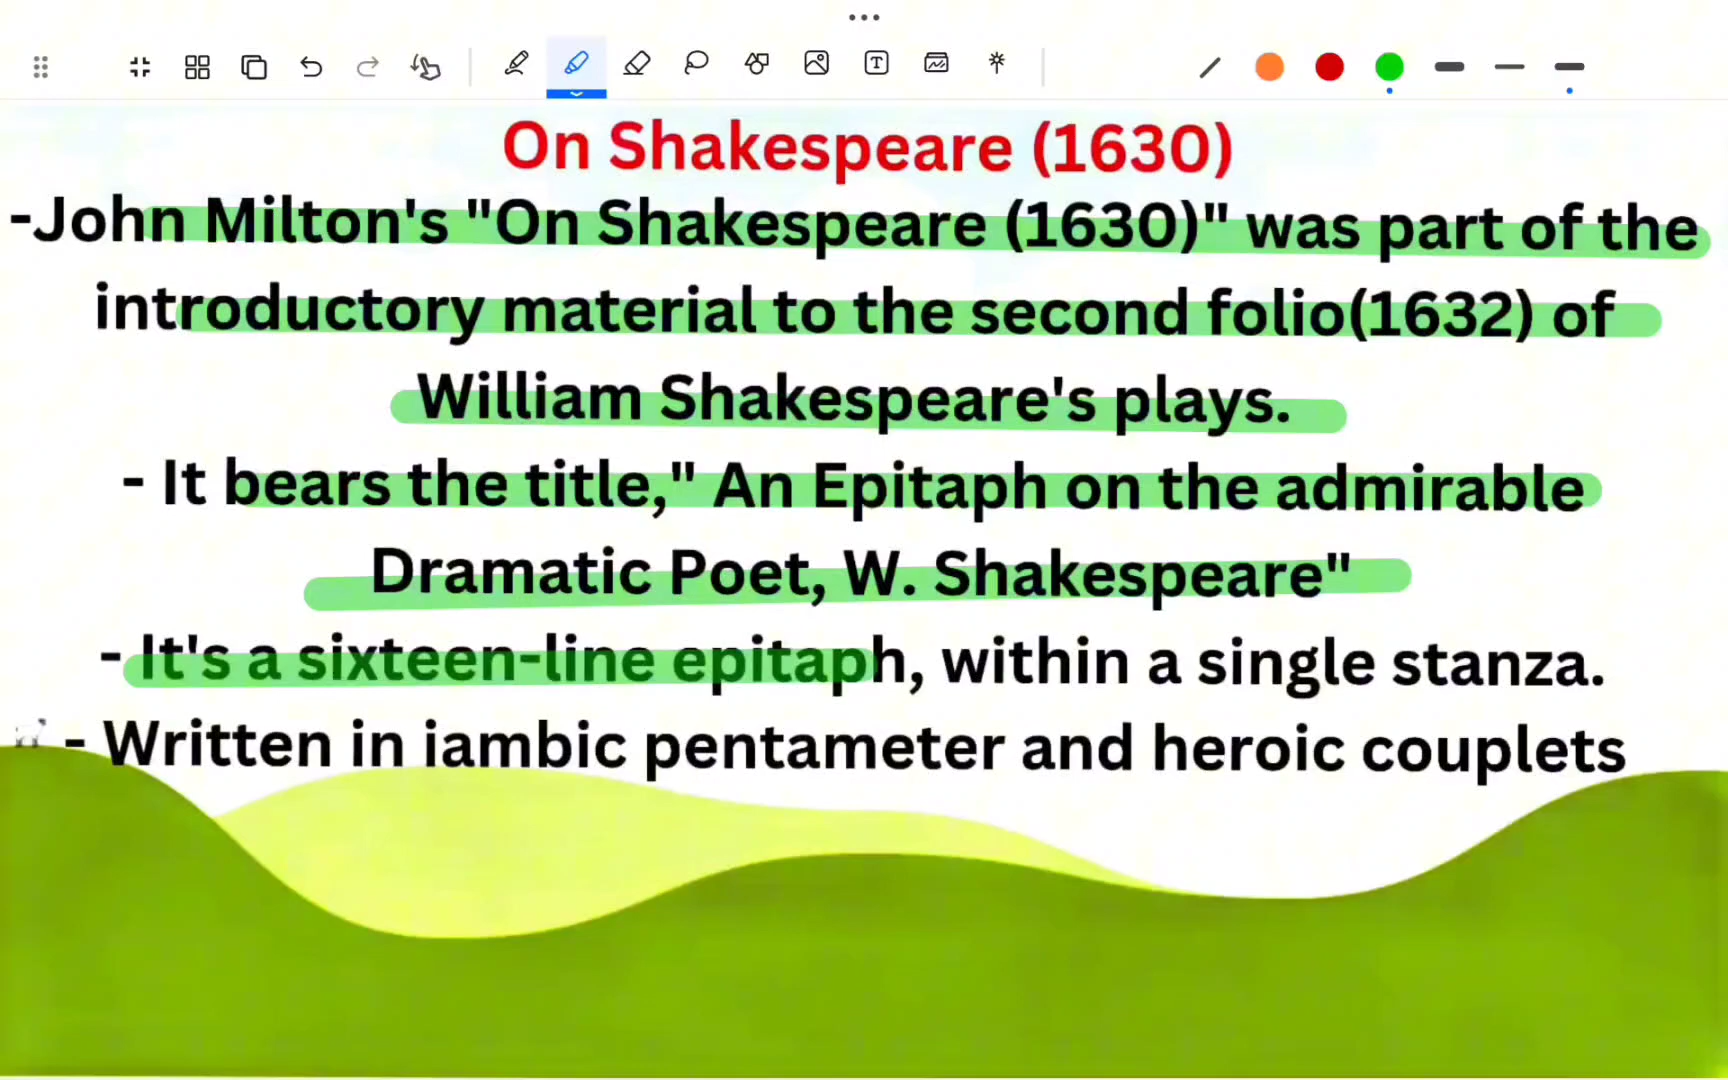 On Shakespeare (1630)
-John Milton's "On Shakespeare (1630)" was part of the
introductory material to the second folio(1632) of
William Shakespeare's plays.
- It bears the title," An Epitaph on the admirable
Dramatic Poet, W. Shakespeare"
- It's a sixteen-line epitaph, within a single stanza.
- Written in iambic pentameter and heroic couplets